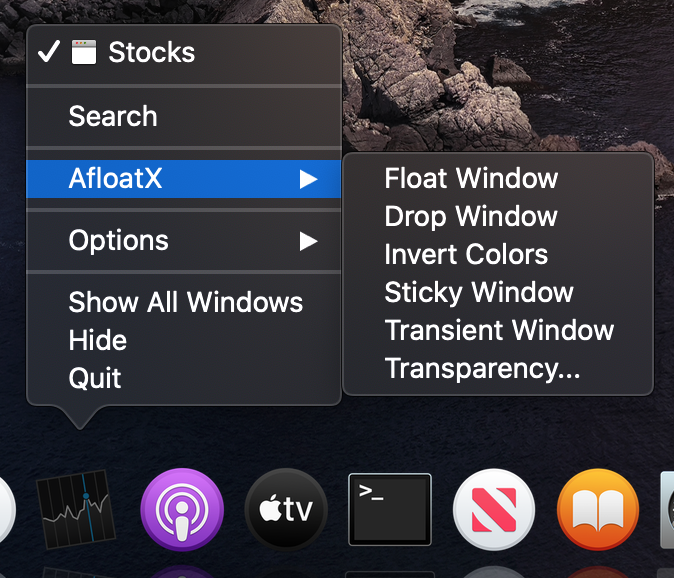 Stocks
Search
AfloatX
Options
Show All Windows
Hide
Quit
Float Window
Drop Window
Invert Colors
Sticky Window
Transient Window
Transparency...
tv
>_